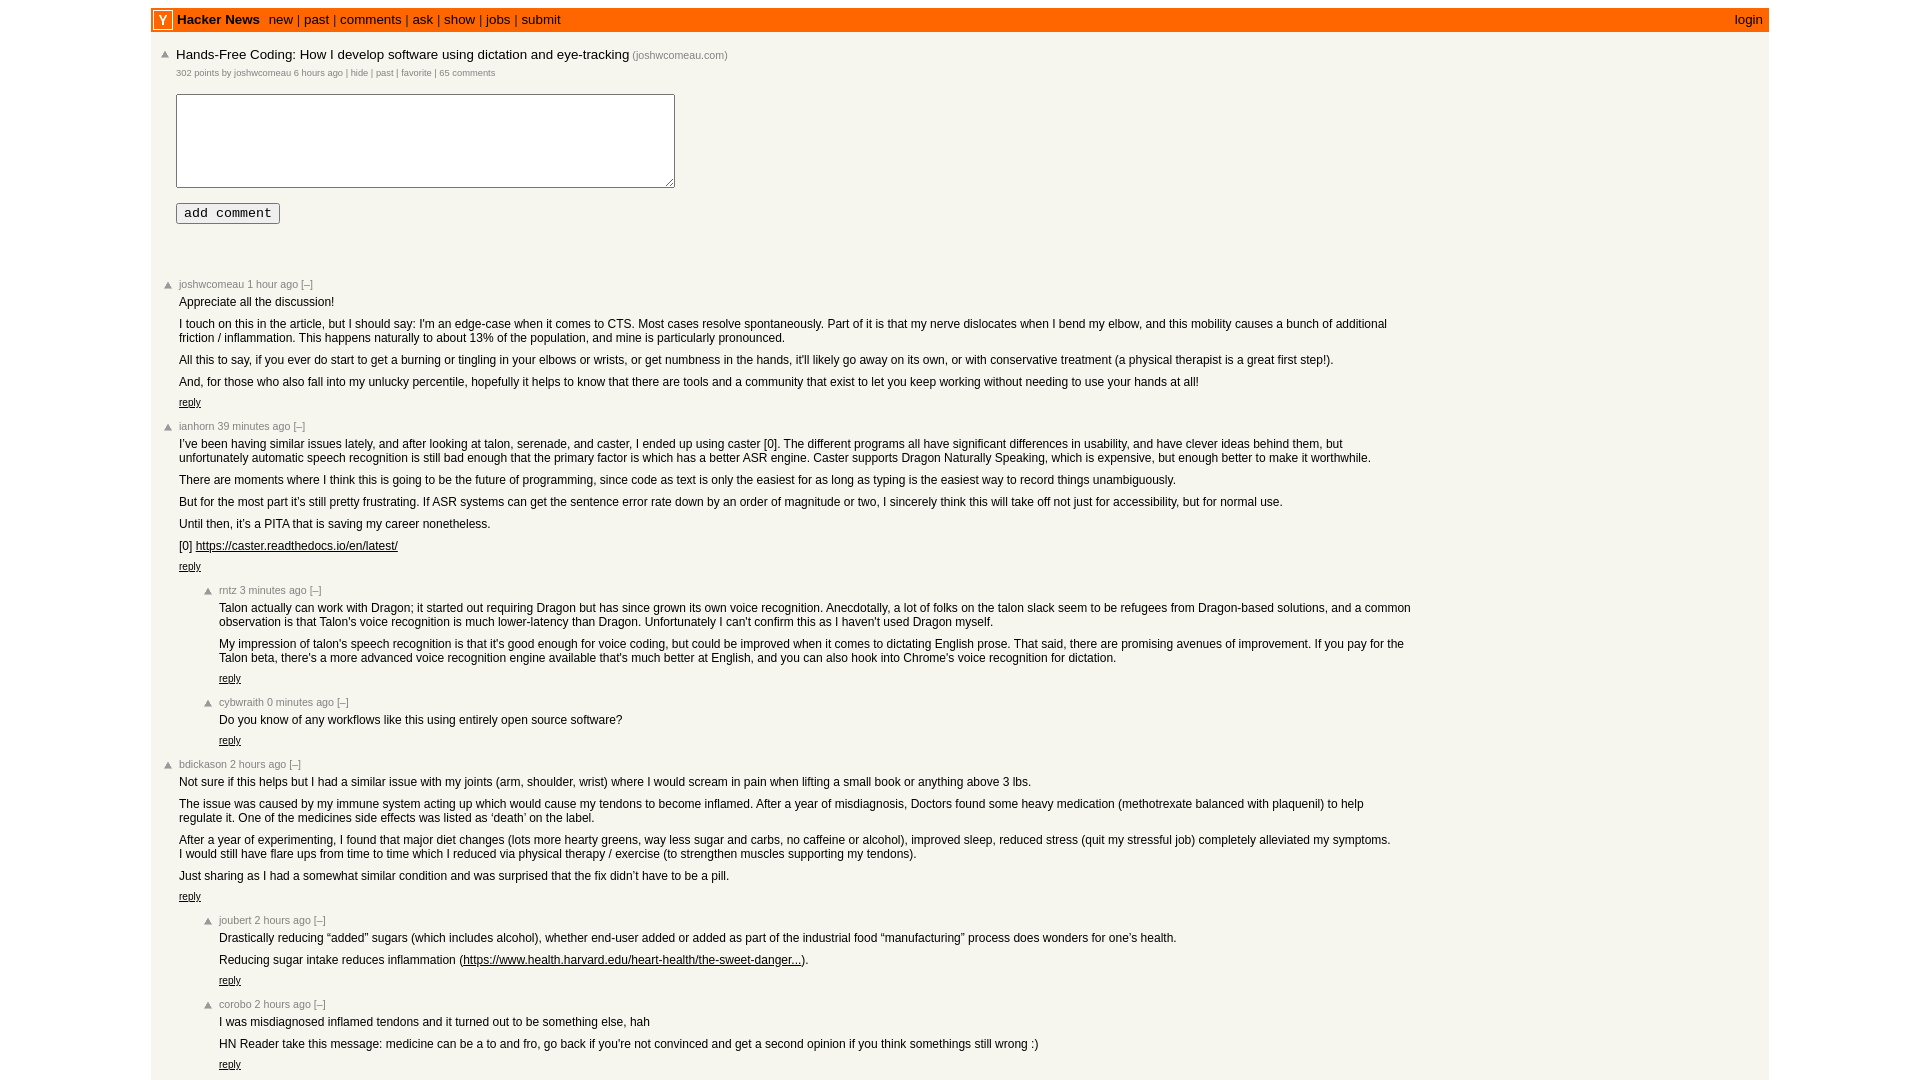 Y Hacker News new | past | comments | ask | show | jobs | submit login
Hands-Free Coding: How I develop software using dictation and eye-tracking (joshwcomeau.com)
302 points by joshwcomeau 6 hours ago | hide | past | favorite | 65 comments
add comment
joshwcomeau 1 hour ago [–]
Appreciate all the discussion!
I touch on this in the article, but I should say: I'm an edge-case when it comes to CTS. Most cases resolve spontaneously. Part of it is that my nerve dislocates when I bend my elbow, and this mobility causes a bunch of additional
friction / inflammation. This happens naturally to about 13% of the population, and mine is particularly pronounced.
All this to say, if you ever do start to get a burning or tingling in your elbows or wrists, or get numbness in the hands, it'll likely go away on its own, or with conservative treatment (a physical therapist is a great first step!).
And, for those who also fall into my unlucky percentile, hopefully it helps to know that there are tools and a community that exist to let you keep working without needing to use your hands at all!
reply
ianhorn 39 minutes ago [–]
I’ve been having similar issues lately, and after looking at talon, serenade, and caster, I ended up using caster [0]. The different programs all have significant differences in usability, and have clever ideas behind them, but
unfortunately automatic speech recognition is still bad enough that the primary factor is which has a better ASR engine. Caster supports Dragon Naturally Speaking, which is expensive, but enough better to make it worthwhile.
There are moments where I think this is going to be the future of programming, since code as text is only the easiest for as long as typing is the easiest way to record things unambiguously.
But for the most part it’s still pretty frustrating. If ASR systems can get the sentence error rate down by an order of magnitude or two, I sincerely think this will take off not just for accessibility, but for normal use.
Until then, it’s a PITA that is saving my career nonetheless.
[0] https://caster.readthedocs.io/en/latest/
reply
rntz 3 minutes ago [–]
Talon actually can work with Dragon; it started out requiring Dragon but has since grown its own voice recognition. Anecdotally, a lot of folks on the talon slack seem to be refugees from Dragon-based solutions, and a common
observation is that Talon's voice recognition is much lower-latency than Dragon. Unfortunately I can't confirm this as I haven't used Dragon myself.
My impression of talon's speech recognition is that it's good enough for voice coding, but could be improved when it comes to dictating English prose. That said, there are promising avenues of improvement. If you pay for the
Talon beta, there's a more advanced voice recognition engine available that's much better at English, and you can also hook into Chrome's voice recognition for dictation.
reply
cybwraith 0 minutes ago [–]
Do you know of any workflows like this using entirely open source software?
reply
bdickason 2 hours ago [–]
Not sure if this helps but I had a similar issue with my joints (arm, shoulder, wrist) where I would scream in pain when lifting a small book or anything above 3 lbs.
The issue was caused by my immune system acting up which would cause my tendons to become inflamed. After a year of misdiagnosis, Doctors found some heavy medication (methotrexate balanced with plaquenil) to help
regulate it. One of the medicines side effects was listed as ‘death’ on the label.
After a year of experimenting, I found that major diet changes (lots more hearty greens, way less sugar and carbs, no caffeine or alcohol), improved sleep, reduced stress (quit my stressful job) completely alleviated my symptoms.
I would still have flare ups from time to time which I reduced via physical therapy / exercise (to strengthen muscles supporting my tendons).
Just sharing as I had a somewhat similar condition and was surprised that the fix didn’t have to be a pill.
reply
joubert 2 hours ago [–]
Drastically reducing “added” sugars (which includes alcohol), whether end-user added or added as part of the industrial food “manufacturing” process does wonders for one’s health.
Reducing sugar intake reduces inflammation (https://www.health.harvard.edu/heart-health/the-sweet-danger...).
reply
corobo 2 hours ago [–]
I was misdiagnosed inflamed tendons and it turned out to be something else, hah
HN Reader take this message: medicine can be a to and fro, go back if you're not convinced and get a second opinion if you think somethings still wrong :)
reply